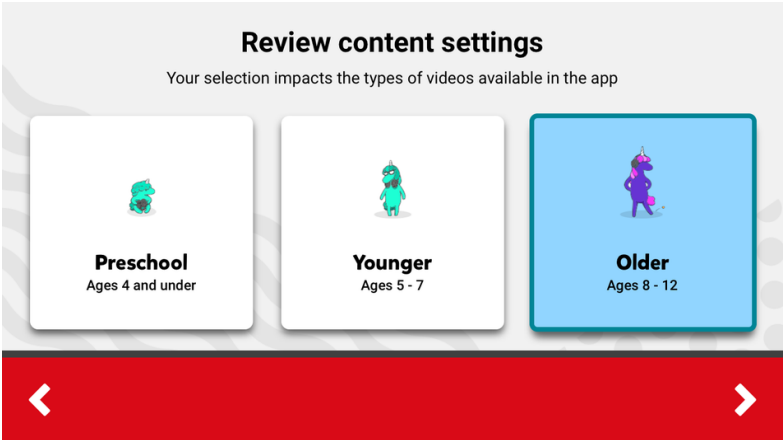 Review content settings
Your selection impacts the types of videos available in the app
Preschool
Ages 4 and under
Younger
Ages 5 - 7
Older
Ages 8 - 12